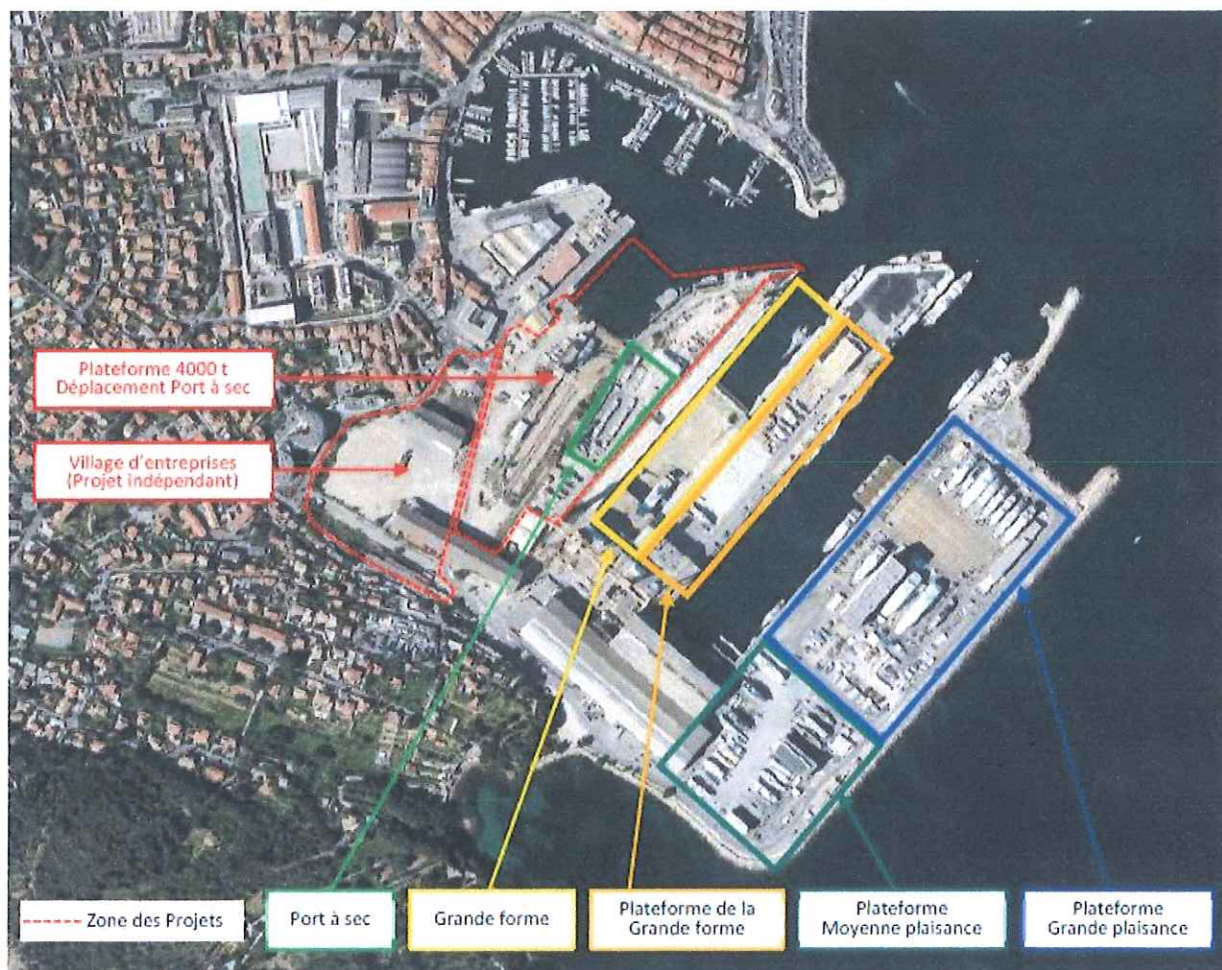 Plateforme 4000 t
Déplacement Port à sec
Village d'entreprises
(Projet indépendant)
Zone des Projets
Port à sec
Grande forme
Plateforme de la
Grande forme
Plateforme
Moyenne plaisance
Plateforme
Grande plaisance